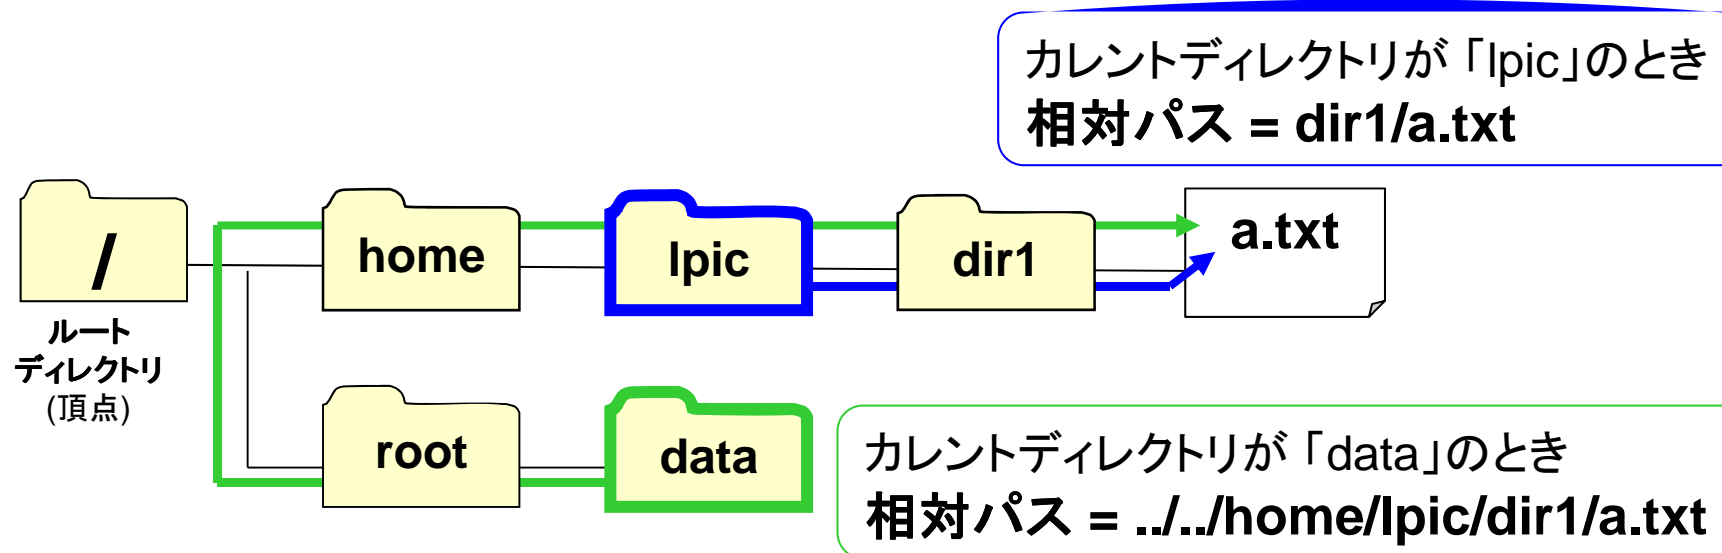 カレントディレクトリが「lpic」のとき
相対パス = dir1/a.txt
/
home
lpic
dir1
a.txt
ルート
ディレクトリ
(頂点)
root
data
カレントディレクトリが「data」のとき
相対パス = ../../home/lpic/dir1/a.txt